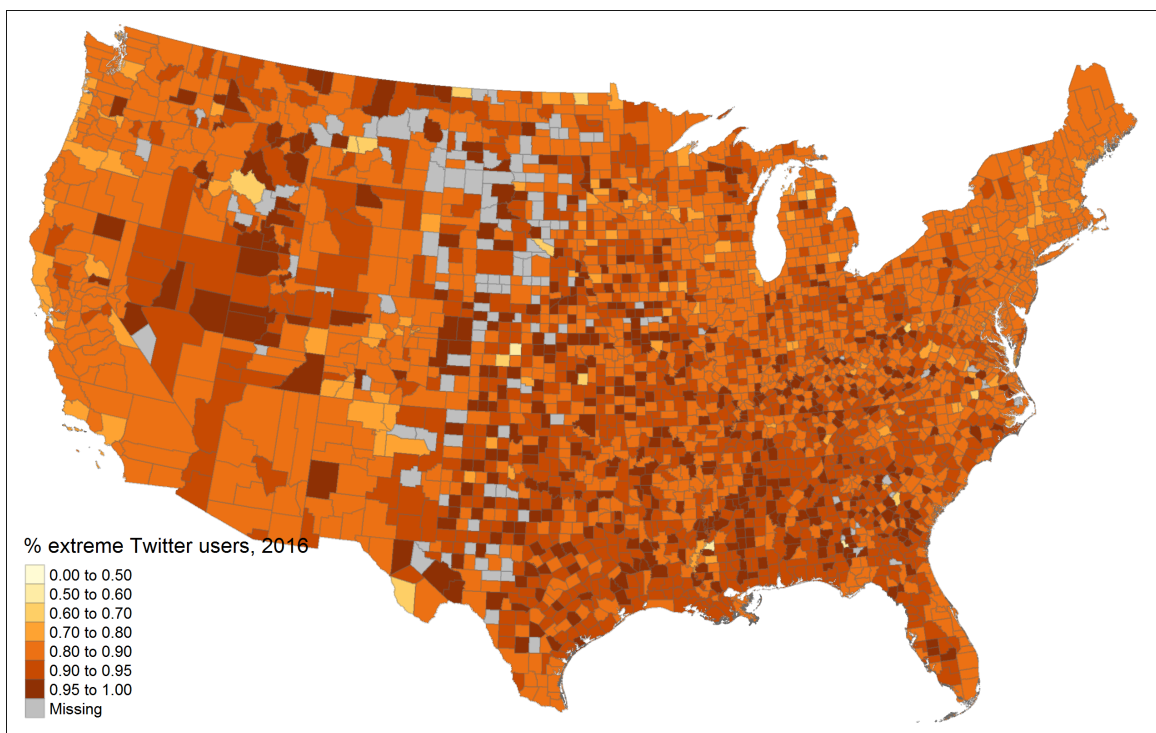 % extreme Twitter users, 2016
0.00 to 0.50
0.50 to 0.60
0.60 to 0.70
0.70 to 0.80
0.80 to 0.90
0.90 to 0.95
0.95 to 1.00
Missing